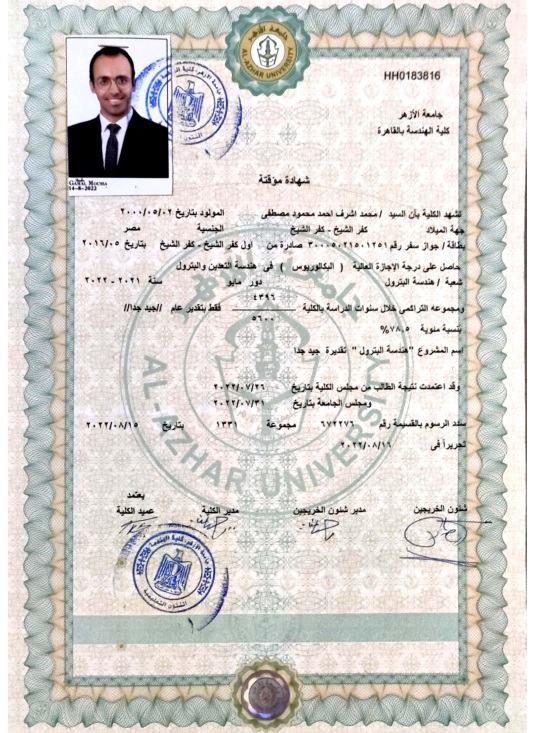 جامعة الأزهر
AL-AZHAR UNIVERSITY
HH0183816
جامعة الأزهر
كلية الهندسة بالقاهرة
GAMAL MOUSSA
14-8-2022
شهادة مؤقتة
تشهد الكلية بأن السيد / محمد اشرف احمد محمود مصطفى المولود بتاريخ ٢٠٠٠/٠٥/٠٢
جهة الميلاد كفر الشيخ - كفر الشيخ الجنسية مصر
بطاقة / جواز سفر رقم ٣٠٠٠٥٠٢١٥٠١٢٥١ صادرة من اول كفر الشيخ - كفر الشيخ بتاريخ ٢٠١٦/٠٥
حاصل على درجة الإجازة العالية ( البكالوريوس ) في هندسة التعدين والبترول
شعبة / هندسة البترول دور مايو سنة ٢٠٢١ - ٢٠٢٢
ومجموعه التراكمي خلال سنوات الدراسة بالكلية ٤٣٩٦ فقط بتقدير عام //جيد جدا//
٥٦٠٠
بنسبة مئوية ٧٨.٥%
اسم المشروع "هندسة البترول" تقديرة جيد جدا
وقد اعتمدت نتيجة الطالب من مجلس الكلية بتاريخ ٢٠٢٢/٠٧/٢٦
ومجلس الجامعة بتاريخ ٢٠٢٢/٠٧/٣١
سدد الرسوم بالقسيمة رقم ٦٧٢٢٧٦ مجموعة ١٣٣١ بتاريخ ٢٠٢٢/٠٨/١٥
تحريراً فى ٢٠٢٢/٠٨/١٦
يعتمد
شئون الخريجين مدير شئون الخريجين مدير الكلية عميد الكلية
AL-AZHAR UNIVERSITY